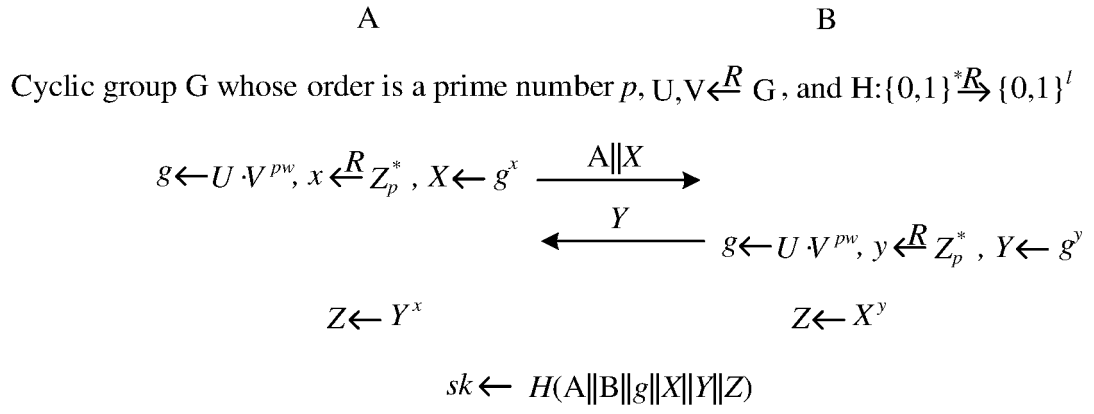 A B
Cyclic group G whose order is a prime number p, U,V ←R G, and H:{0,1}* →R {0,1}^l
g←U·V^pw, x ←R Z_p^*, X← g^x A||X
Y
g←U·V^pw, y ←R Z_p^*, Y← g^y
Z← Y^x Z← X^y
sk← H(A||B||g||X||Y||Z)